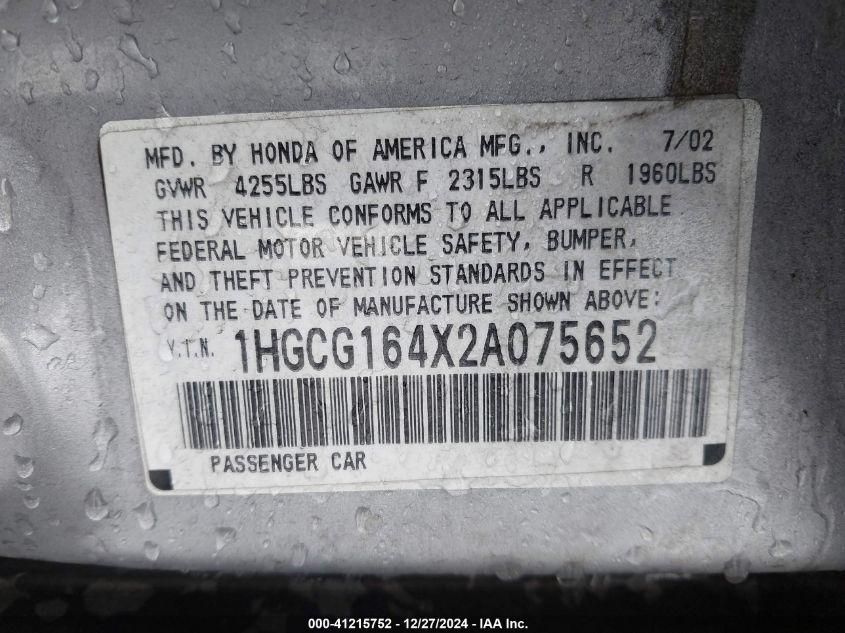 MFD. BY HONDA OF AMERICA MFG., INC. 7/02
GVWR 4255LBS GAWR F 2315LBS R 1960LBS
THIS VEHICLE CONFORMS TO ALL APPLICABLE
FEDERAL MOTOR VEHICLE SAFETY, BUMPER,
AND THEFT PREVENTION STANDARDS IN EFFECT
ON THE DATE OF MANUFACTURE SHOWN ABOVE:
V.I.N. 1HGCG164X2A075652
PASSENGER CAR
000-41215752 - 12/27/2024 - IAA Inc.